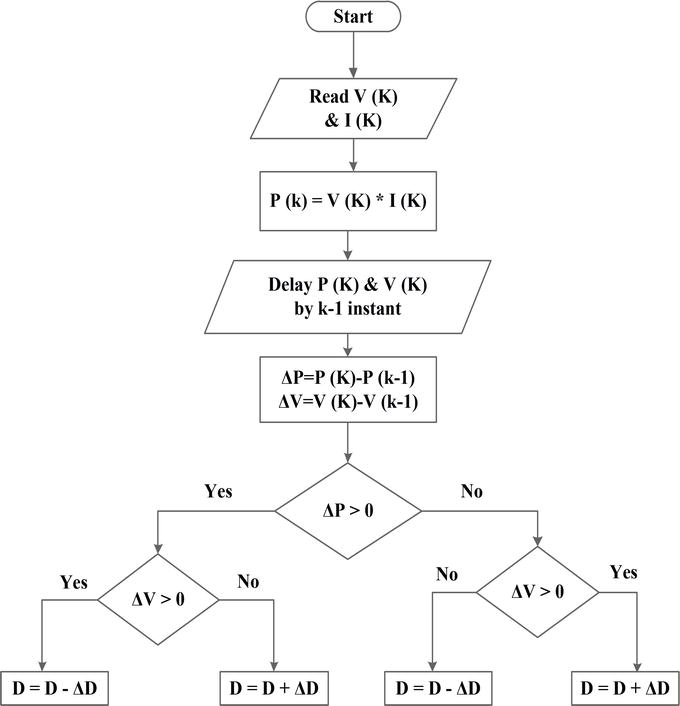 Start
Read V (K)
& I (K)
P (k) = V (K) * I (K)
Delay P (K) & V (K)
by k-1 instant
ΔP=P (K)-P (k-1)
ΔV=V (K)-V (k-1)
Yes
No
ΔP > 0
Yes
No
ΔV > 0
No
Yes
ΔV > 0
D = D - ΔD
D = D + ΔD
D = D - ΔD
D = D + ΔD